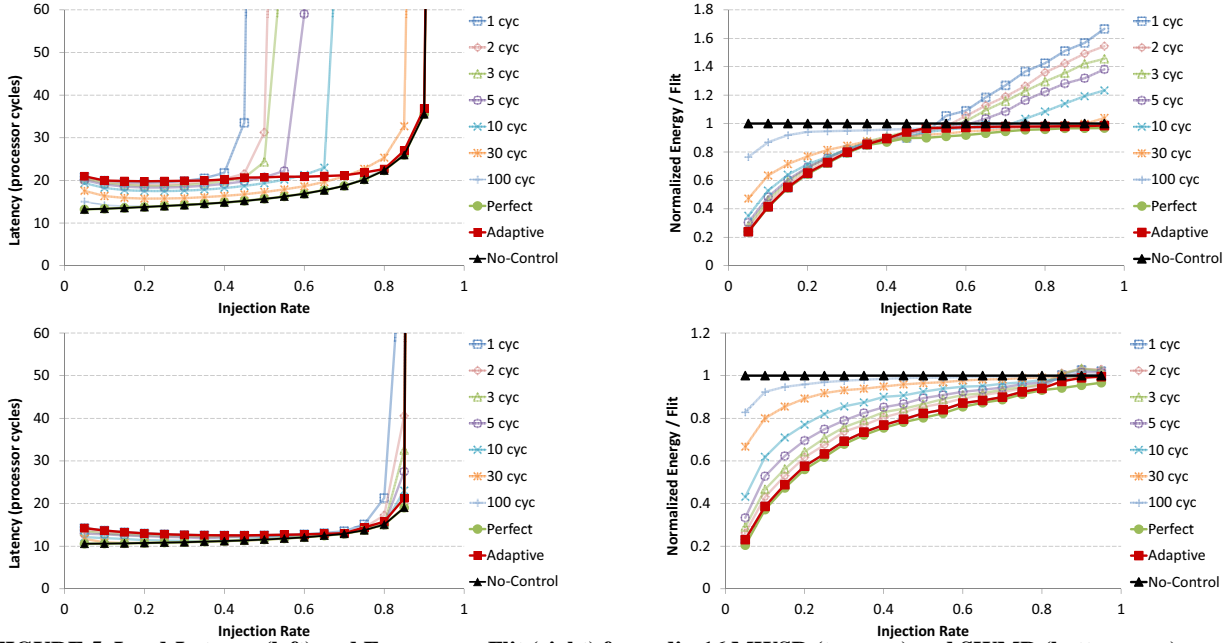 60
50
40
30
20
10
0
Latency (processor cycles)
0 0.2 0.4 0.6 0.8 1
Injection Rate
1 cyc
2 cyc
3 cyc
5 cyc
10 cyc
30 cyc
100 cyc
Perfect
Adaptive
No-Control
1.8
1.6
1.4
1.2
1
0.8
0.6
0.4
0.2
0
Normalized Energy / Flit
0 0.2 0.4 0.6 0.8 1
Injection Rate
1 cyc
2 cyc
3 cyc
5 cyc
10 cyc
30 cyc
100 cyc
Perfect
Adaptive
No-Control
60
50
40
30
20
10
0
Latency (processor cycles)
0 0.2 0.4 0.6 0.8 1
Injection Rate
1 cyc
2 cyc
3 cyc
5 cyc
10 cyc
30 cyc
100 cyc
Perfect
Adaptive
No-Control
1.2
1
0.8
0.6
0.4
0.2
0
Normalized Energy / Flit
0 0.2 0.4 0.6 0.8 1
Injection Rate
1 cyc
2 cyc
3 cyc
5 cyc
10 cyc
30 cyc
100 cyc
Perfect
Adaptive
No-Control